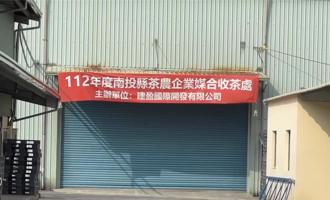 112年度南投縣茶農企業媒合收茶處
主辦單位：建盈國際開發有限公司